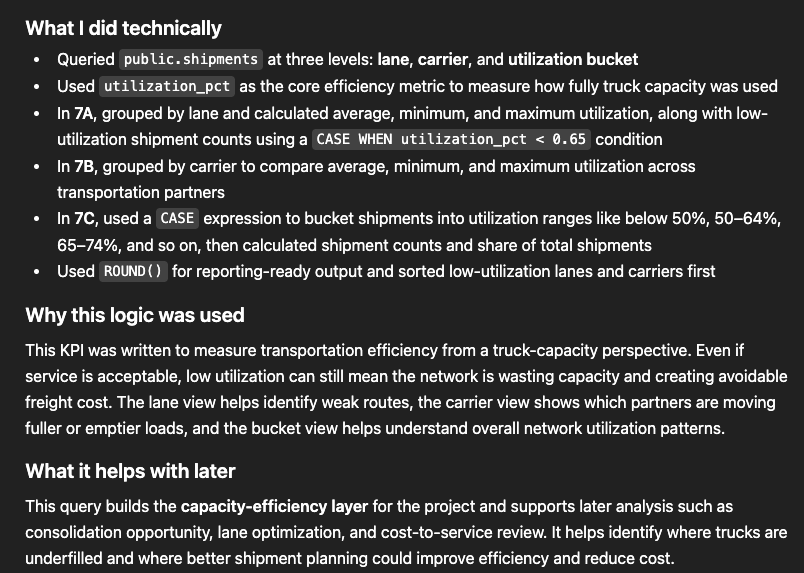 What I did technically
• Queried public.shipments at three levels: lane, carrier, and utilization bucket
• Used utilization_pct as the core efficiency metric to measure how fully truck capacity was used
• In 7A, grouped by lane and calculated average, minimum, and maximum utilization, along with low-
utilization shipment counts using a CASE WHEN utilization_pct < 0.65 condition
• In 7B, grouped by carrier to compare average, minimum, and maximum utilization across
transportation partners
• In 7C, used a CASE expression to bucket shipments into utilization ranges like below 50%, 50–64%,
65–74%, and so on, then calculated shipment counts and share of total shipments
• Used ROUND() for reporting-ready output and sorted low-utilization lanes and carriers first
Why this logic was used
This KPI was written to measure transportation efficiency from a truck-capacity perspective. Even if
service is acceptable, low utilization can still mean the network is wasting capacity and creating avoidable
freight cost. The lane view helps identify weak routes, the carrier view shows which partners are moving
fuller or emptier loads, and the bucket view helps understand overall network utilization patterns.
What it helps with later
This query builds the capacity-efficiency layer for the project and supports later analysis such as
consolidation opportunity, lane optimization, and cost-to-service review. It helps identify where trucks are
underfilled and where better shipment planning could improve efficiency and reduce cost.